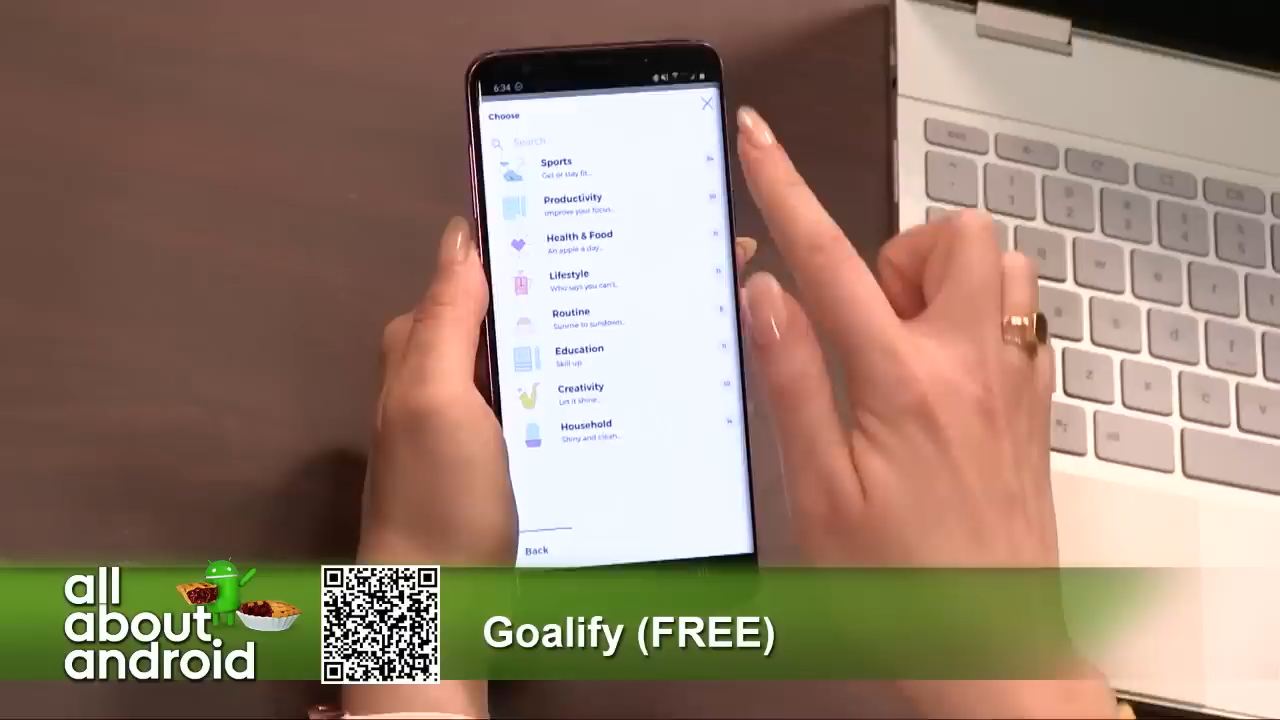 6:34
Choose
Search
Sports
Get or stay fit...
Productivity
Improve your focus...
Health & Food
An apple a day...
Lifestyle
Who says you can't...
Routine
Sunrise to sundown...
Education
Skill up
Creativity
Let it shine...
Household
Shiny and clean...
Back
all
about
android
Goalify (FREE)